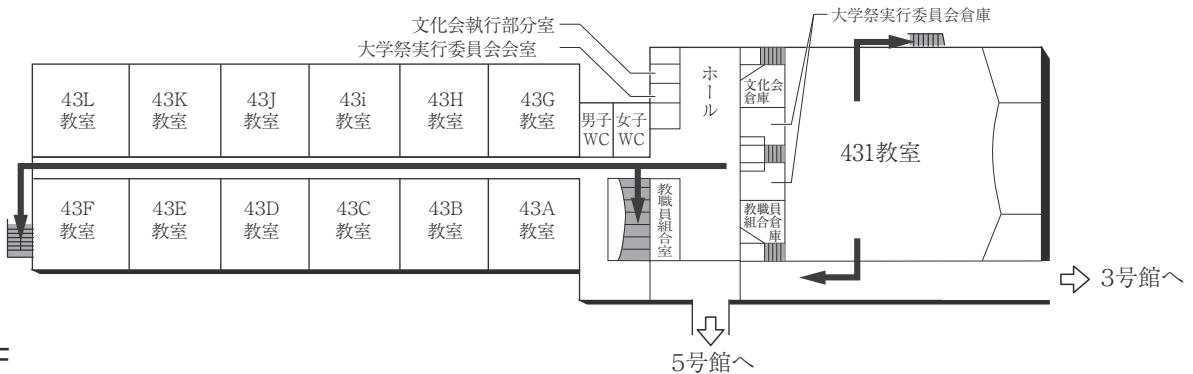 文化会執行部分室
大学祭実行委員会会室
大学祭実行委員会倉庫
43L
教室
43K
教室
43J
教室
43i
教室
43H
教室
43G
教室
男子
WC
女子
WC
ホール
文化会
倉庫
431教室
43F
教室
43E
教室
43D
教室
43C
教室
43B
教室
43A
教室
教職員組合室
教職員
組合倉庫
3号館へ
5号館へ